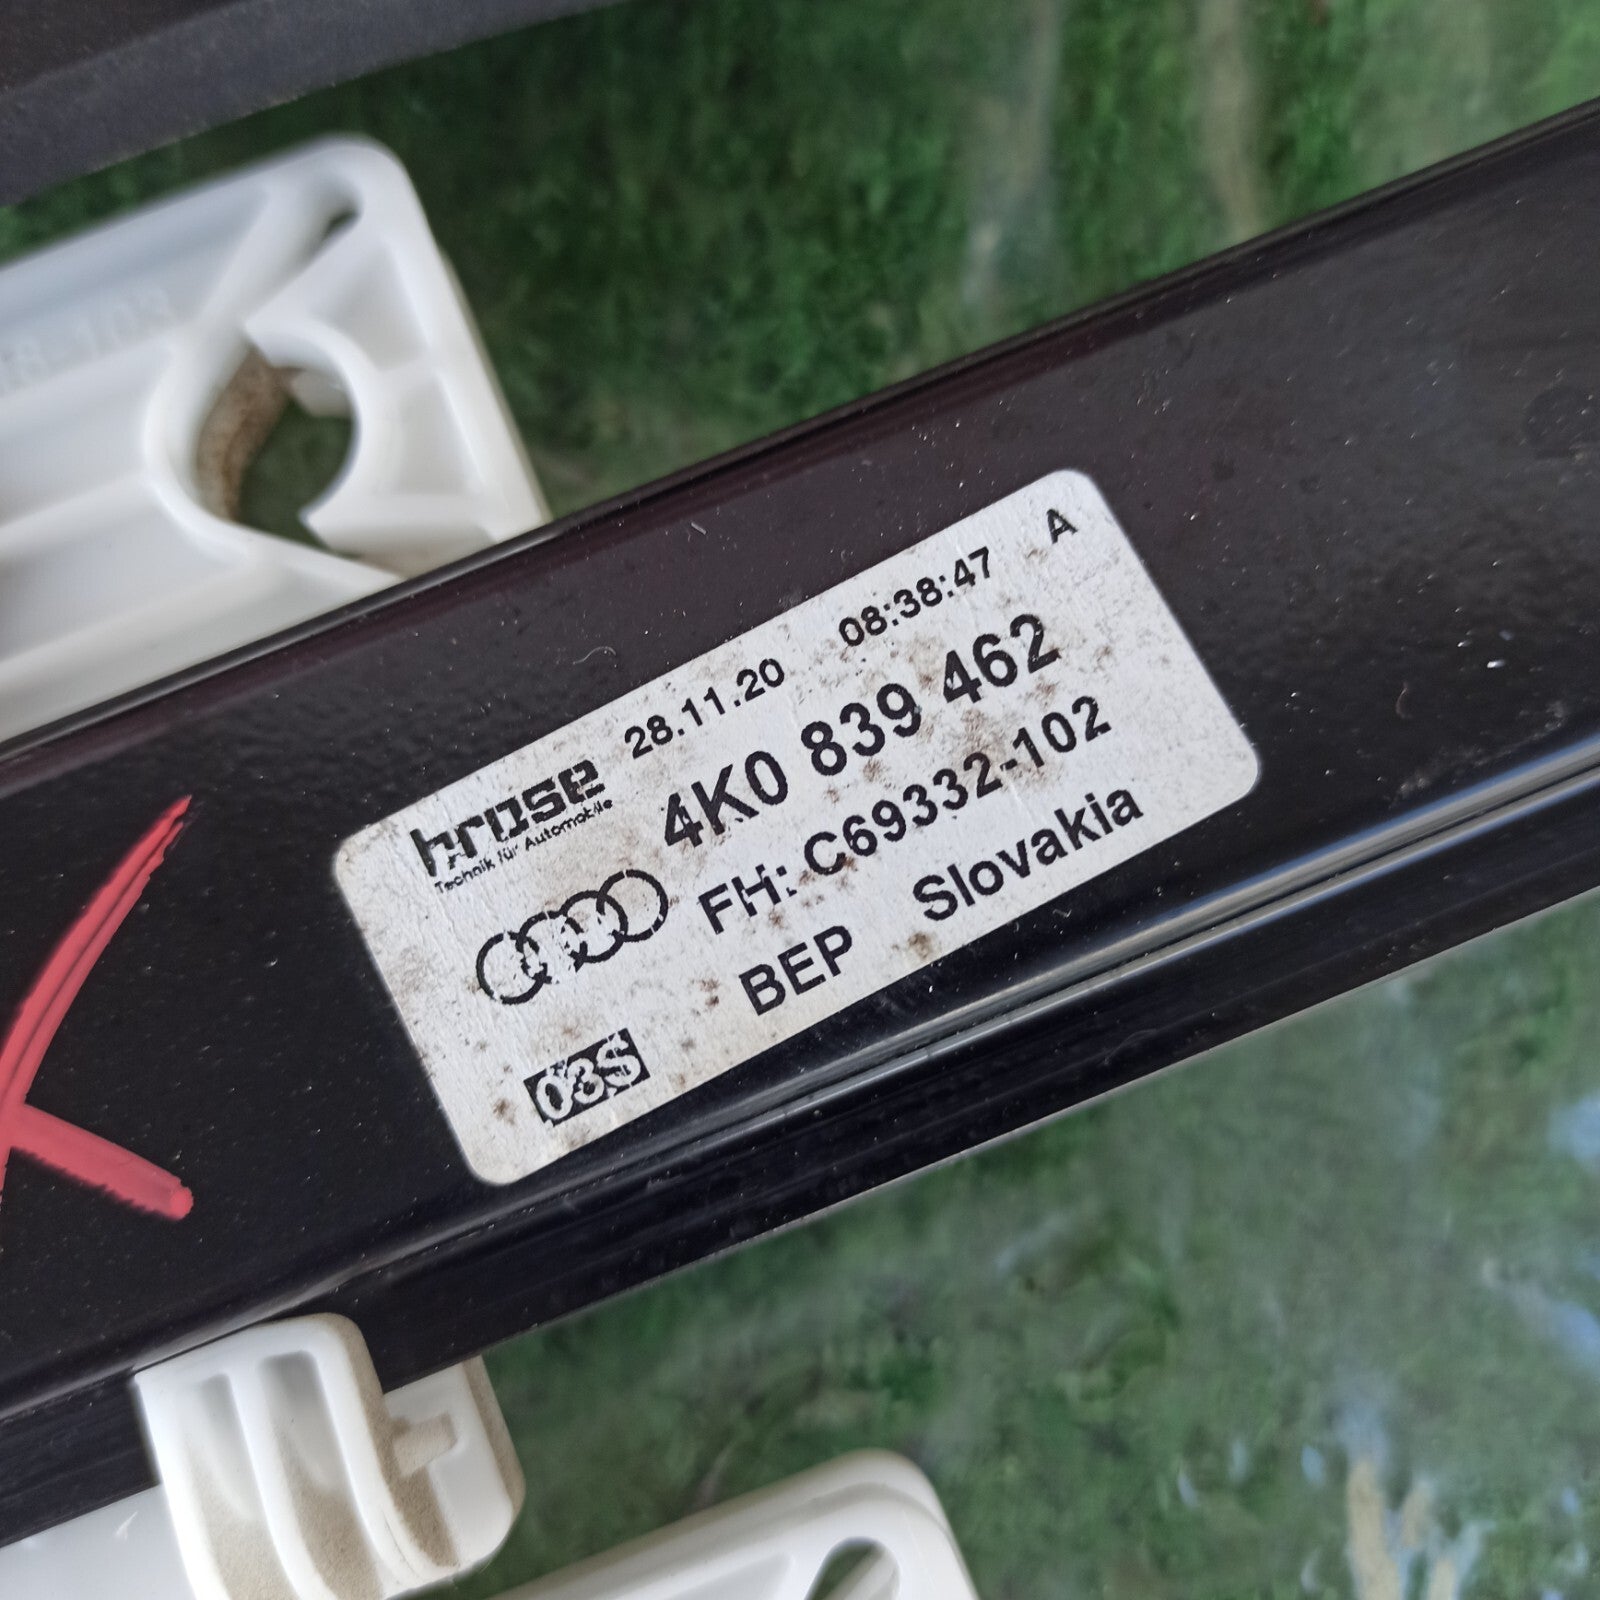 28.11.20 08:38:47 A
brose
Technik für Automobile
4K0 839 462
FH: C69332-102
BEP Slovakia
03S